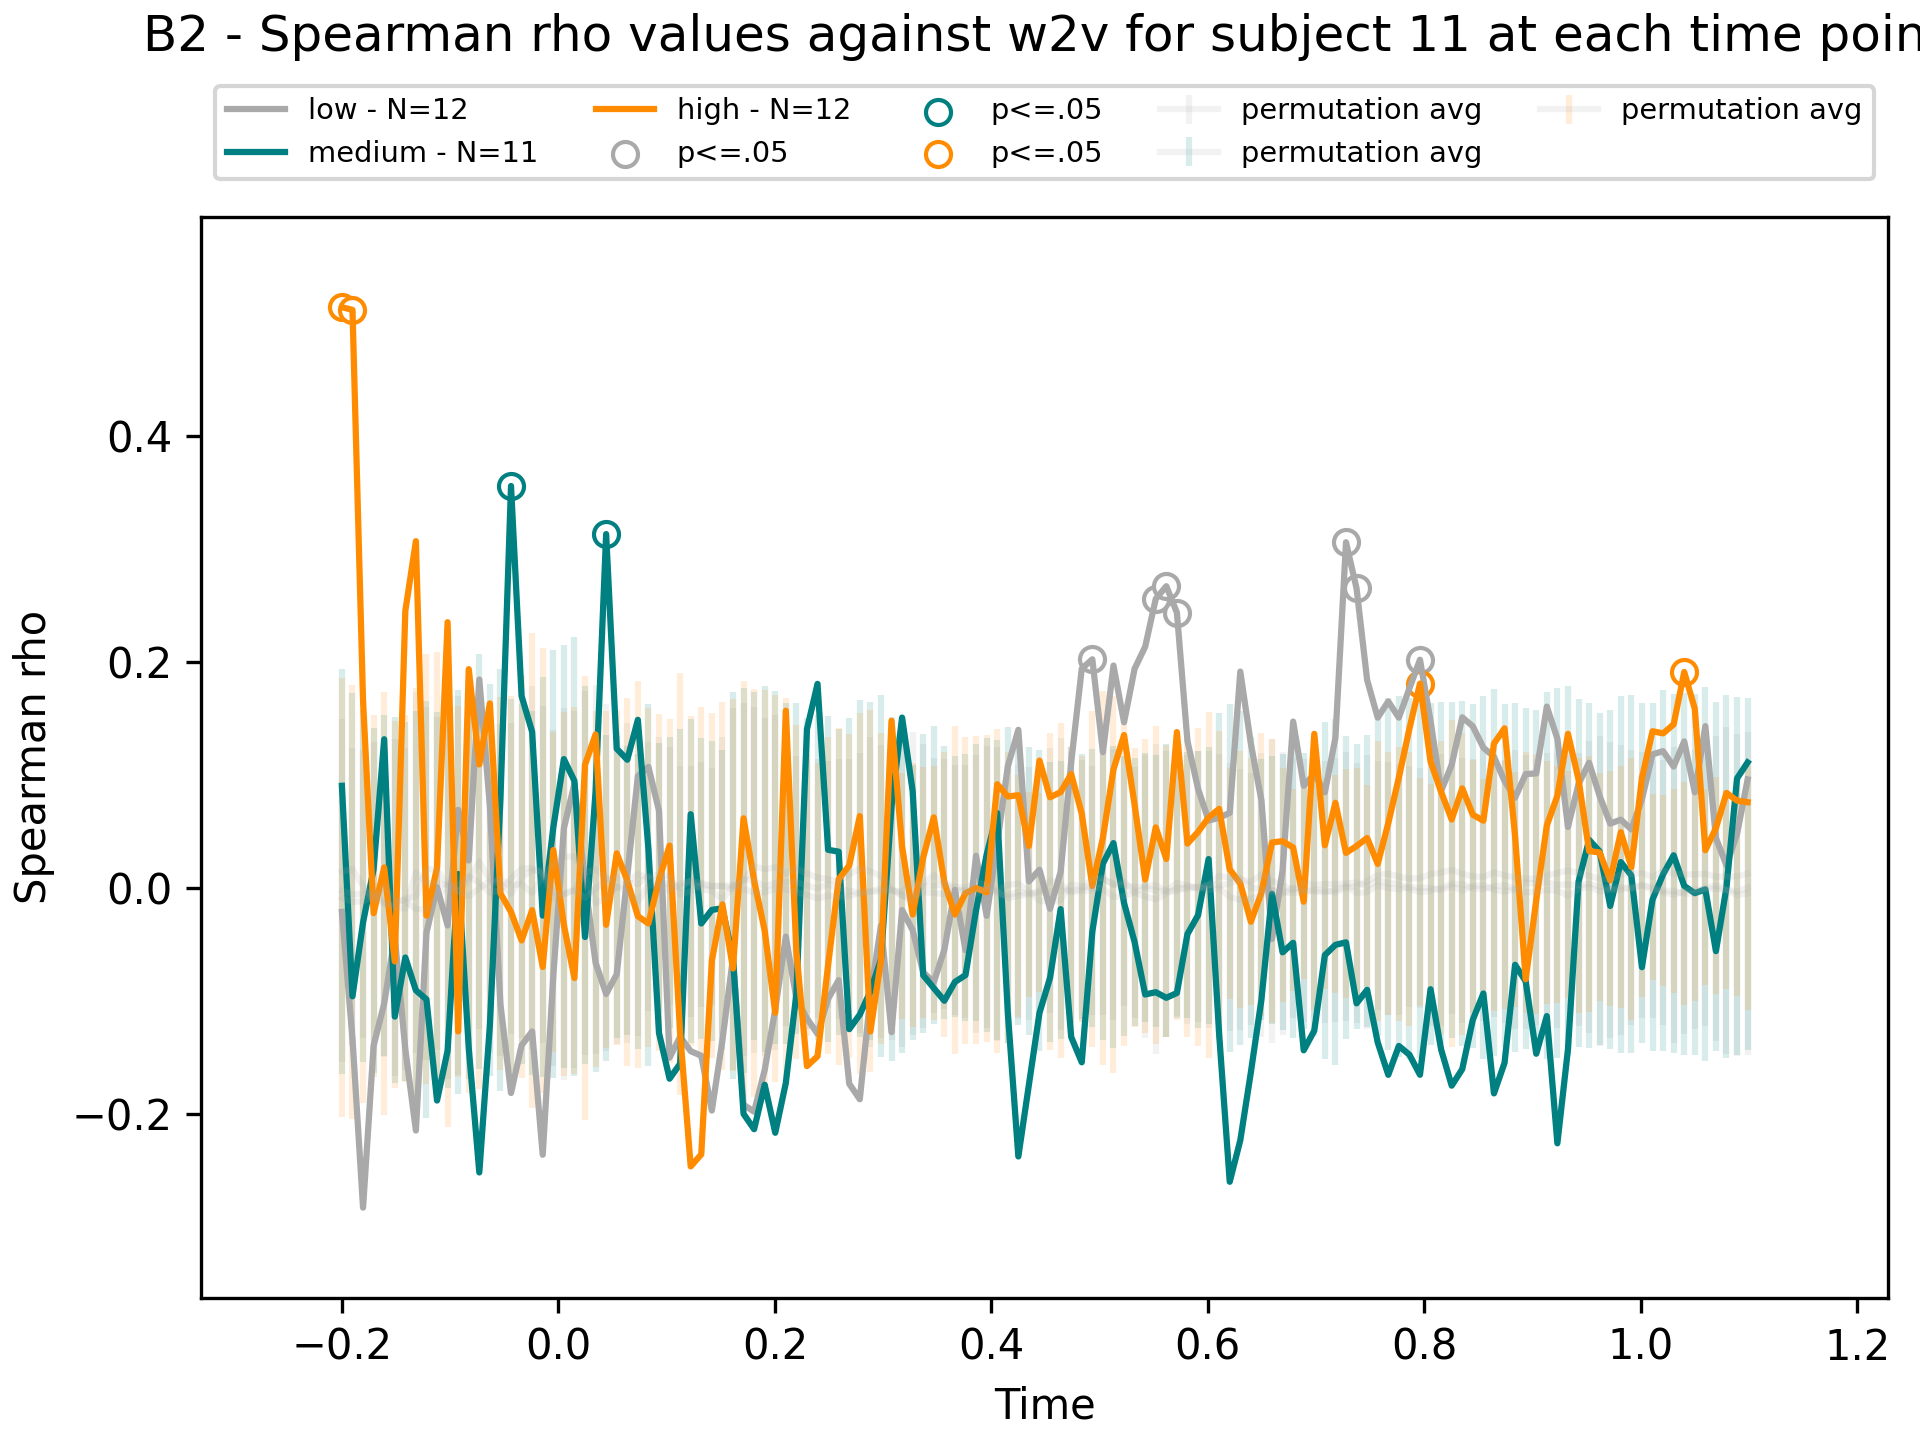 B2 - Spearman rho values against w2v for subject 11 at each time poin
low - N=12
high - N=12
p<=.05
permutation avg
permutation avg
medium - N=11
p<=.05
p<=.05
permutation avg
0.4
0.2
0.0
−0.2
Spearman rho
−0.2
0.0
0.2
0.4
0.6
0.8
1.0
1.2
Time